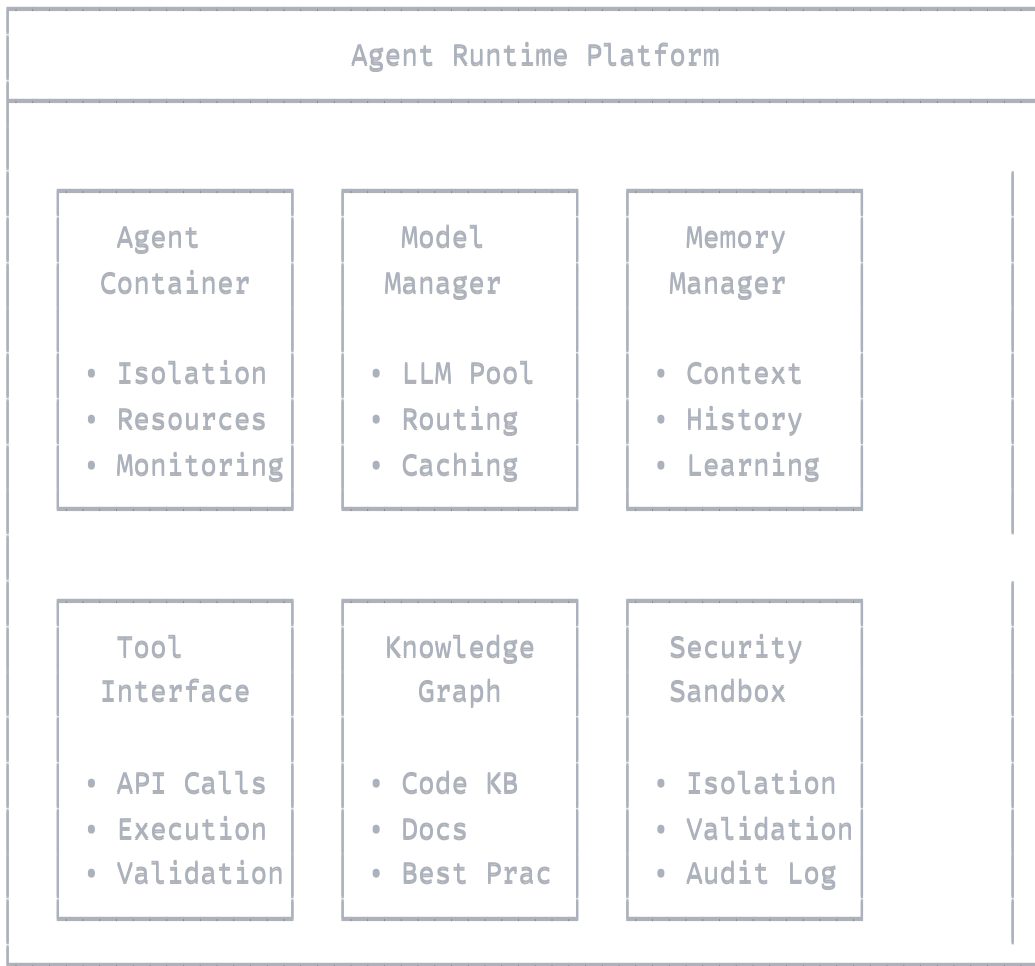 Agent Runtime Platform
Agent
Container
• Isolation
• Resources
• Monitoring
Model
Manager
• LLM Pool
• Routing
• Caching
Memory
Manager
• Context
• History
• Learning
Tool
Interface
• API Calls
• Execution
• Validation
Knowledge
Graph
• Code KB
• Docs
• Best Prac
Security
Sandbox
• Isolation
• Validation
• Audit Log